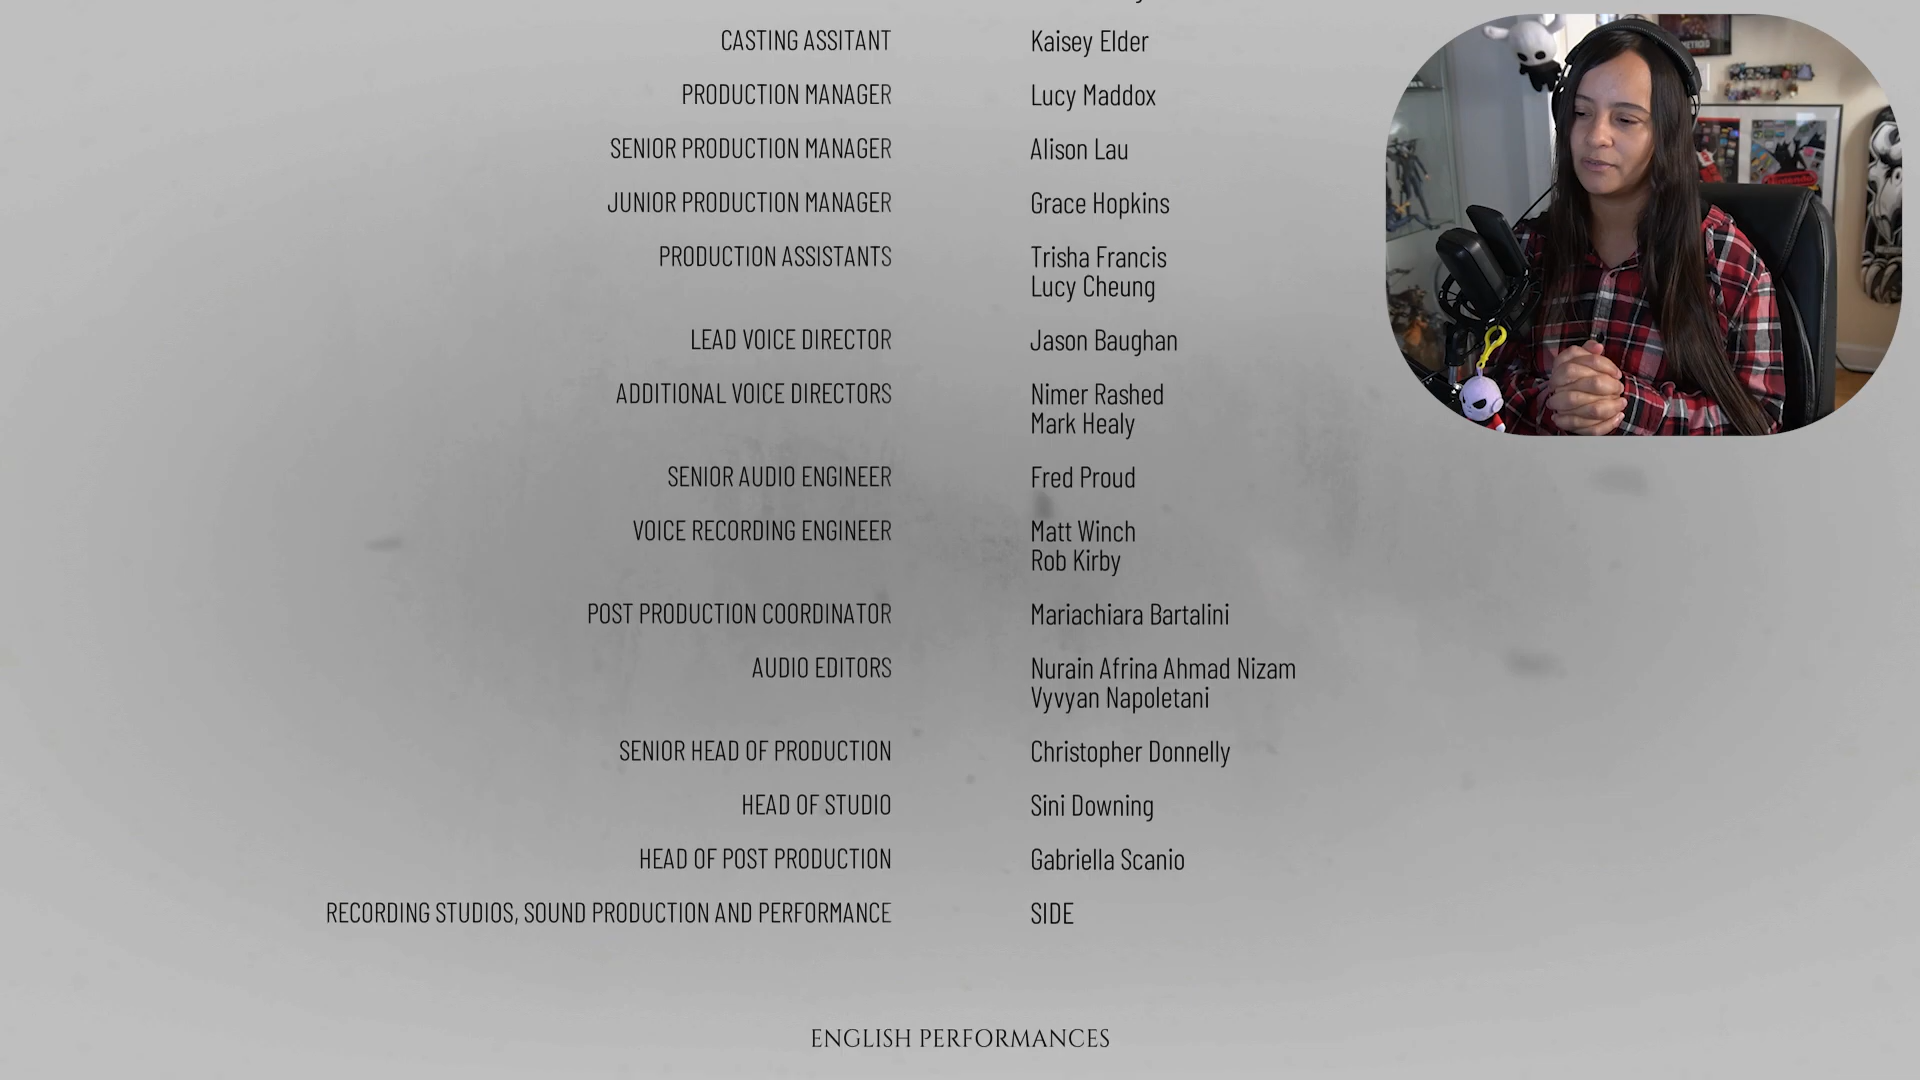 CASTING ASSITANT Kaisey Elder
PRODUCTION MANAGER Lucy Maddox
SENIOR PRODUCTION MANAGER Alison Lau
JUNIOR PRODUCTION MANAGER Grace Hopkins
PRODUCTION ASSISTANTS Trisha Francis
Lucy Cheung
LEAD VOICE DIRECTOR Jason Baughan
ADDITIONAL VOICE DIRECTORS Nimer Rashed
Mark Healy
SENIOR AUDIO ENGINEER Fred Proud
VOICE RECORDING ENGINEER Matt Winch
Rob Kirby
POST PRODUCTION COORDINATOR Mariachiara Bartalini
AUDIO EDITORS Nurain Afrina Ahmad Nizam
Vyvyan Napoletani
SENIOR HEAD OF PRODUCTION Christopher Donnelly
HEAD OF STUDIO Sini Downing
HEAD OF POST PRODUCTION Gabriella Scanio
RECORDING STUDIOS, SOUND PRODUCTION AND PERFORMANCE SIDE
ENGLISH PERFORMANCES